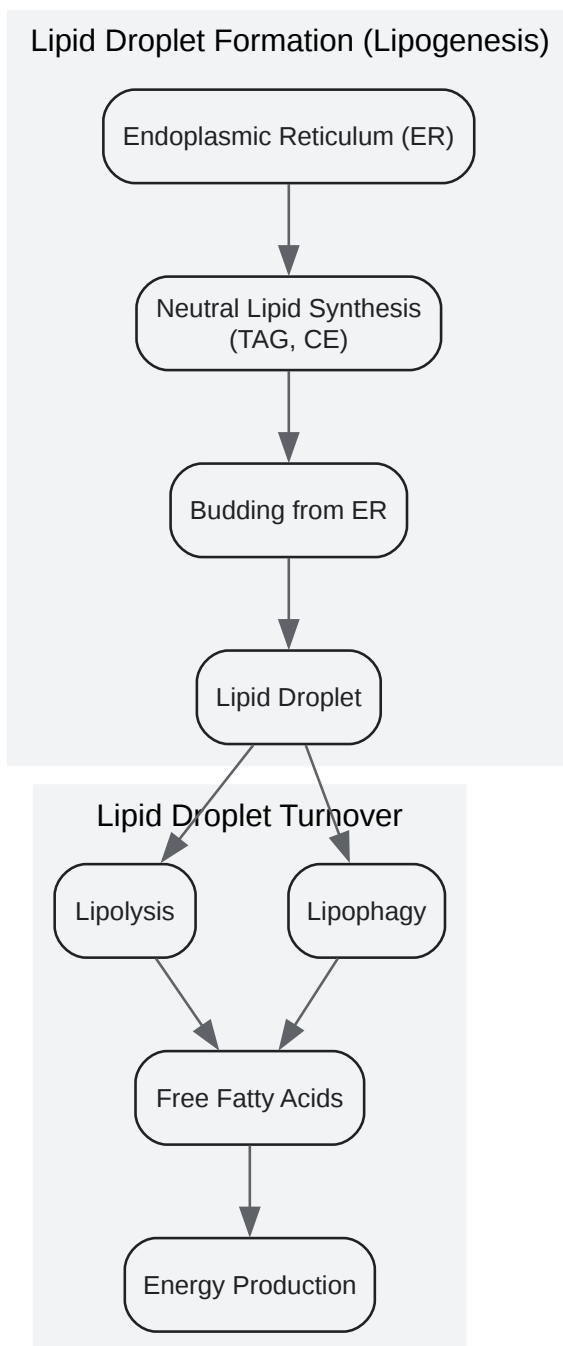 Lipid Droplet Formation (Lipogenesis)
Endoplasmic Reticulum (ER)
Neutral Lipid Synthesis
(TAG, CE)
Budding from ER
Lipid Droplet
Lipid Droplet Turnover
Lipolysis
Lipophagy
Free Fatty Acids
Energy Production